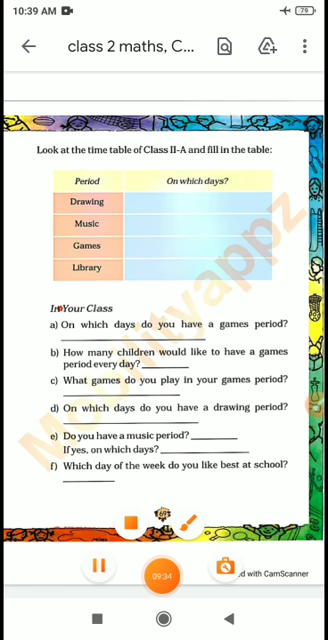 10:39 AM
79
class 2 maths, C...
Look at the time table of Class II-A and fill in the table:
Period On which days?
Drawing
Music
Games
Library
In Your Class
a) On which days do you have a games period?
b) How many children would like to have a games
period every day?
c) What games do you play in your games period?
d) On which days do you have a drawing period?
e) Do you have a music period?
If yes, on which days?
f) Which day of the week do you like best at school?
69
09:34
d with CamScanner